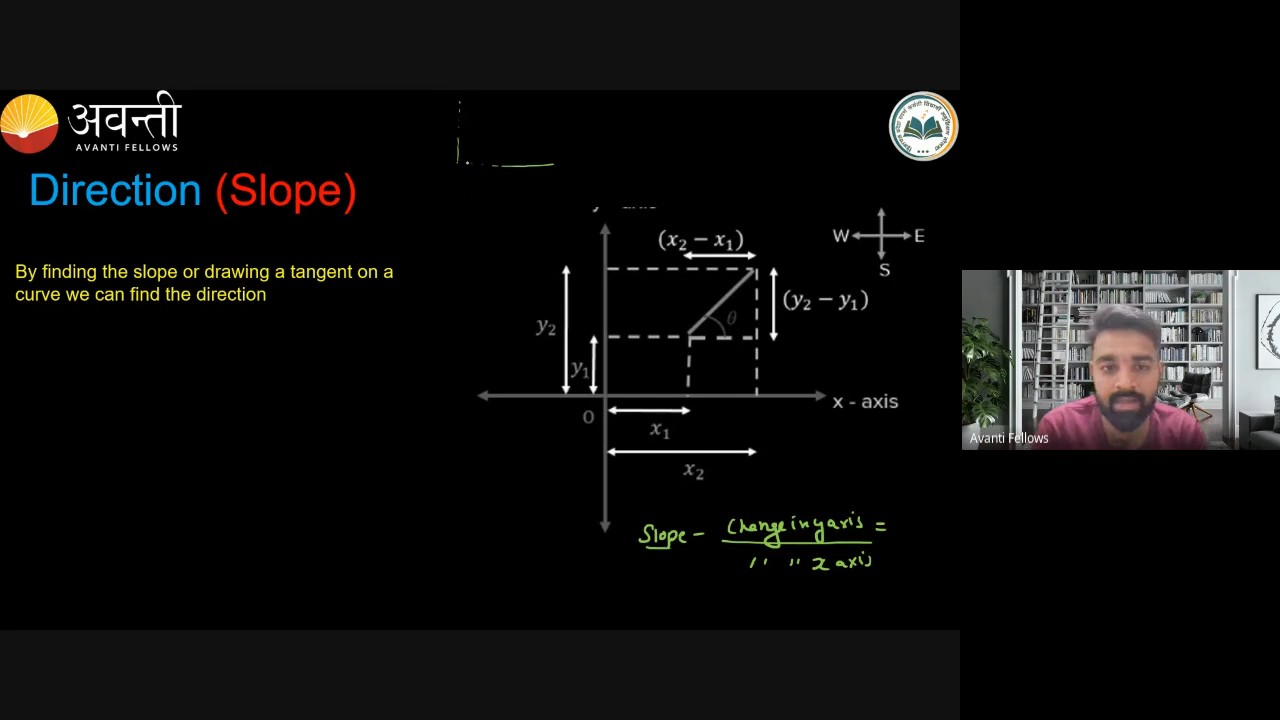 अवन्ती
AVANTI FELLOWS
Direction (Slope)
By finding the slope or drawing a tangent on a
curve we can find the direction
(x₂ − x₁)
W E
S
(y₂ − y₁)
θ
y₂
y₁
O
x - axis
x₁
x₂
Slope - Change in y axis =
" " x axis
Avanti Fellows